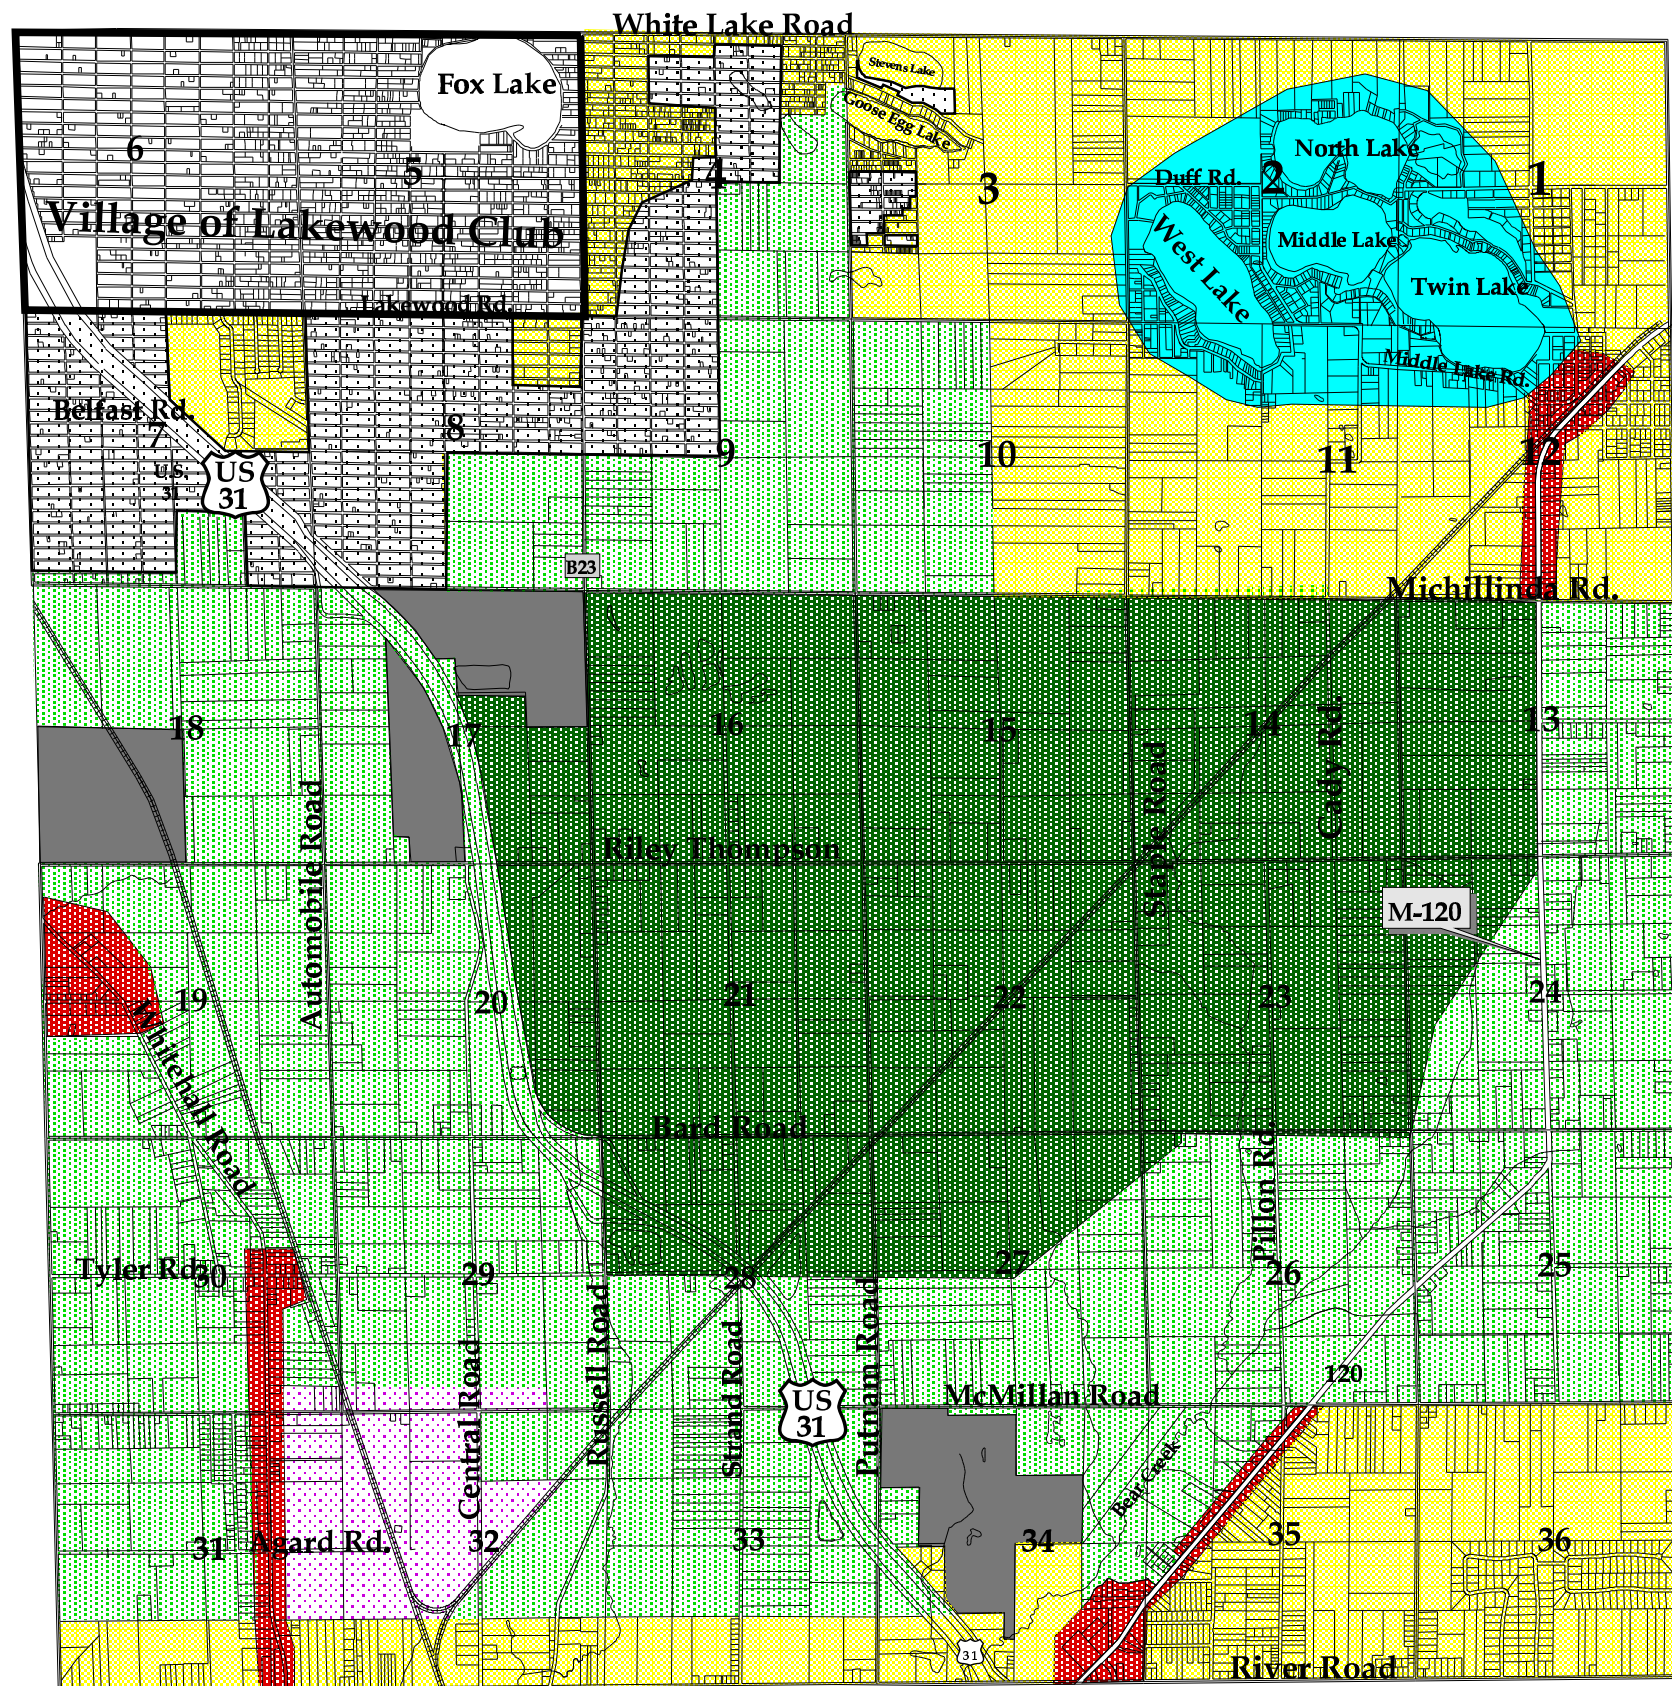 White Lake Road
Fox Lake
Stevens Lake
Goose Egg Lake
6
5
4
3
2
1
North Lake
Duff Rd.
Village of Lakewood Club
West Lake
Middle Lake
Twin Lake
Lakewood Rd.
Middle Lake Rd.
Belfast Rd.
7
8
9
10
11
12
U.S.
31
US
31
B23
Michillinda Rd.
18
17
16
15
14
13
Cady Rd.
Staple Road
Automobile Road
Riley Thompson
M-120
19
20
21
22
23
24
Whitehall Road
Bard Road
Pillon Rd.
Tyler Rd.
30
29
28
27
26
25
Russell Road
Strand Road
Putnam Road
Central Road
US
31
McMillan Road
120
Bear Creek
31
Agard Rd.
32
33
34
35
36
31
River Road